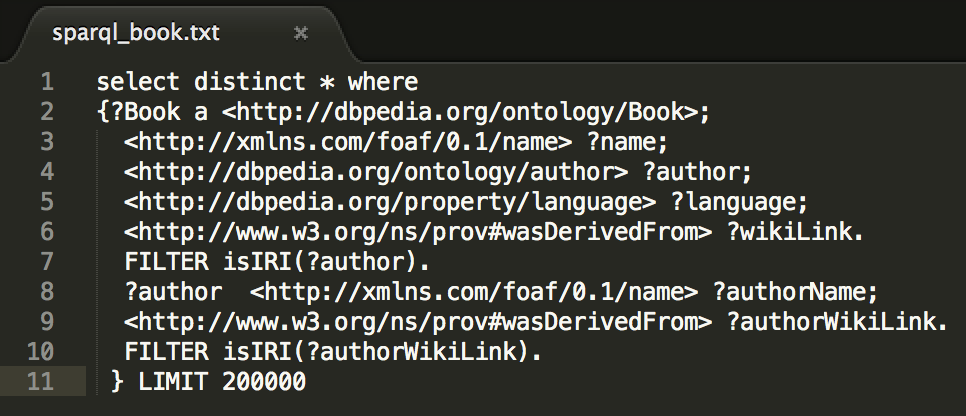 sparql_book.txt ×
1 select distinct * where
2 {?Book a <http://dbpedia.org/ontology/Book>;
3 <http://xmlns.com/foaf/0.1/name> ?name;
4 <http://dbpedia.org/ontology/author> ?author;
5 <http://dbpedia.org/property/language> ?language;
6 <http://www.w3.org/ns/prov#wasDerivedFrom> ?wikiLink.
7 FILTER isIRI(?author).
8 ?author  <http://xmlns.com/foaf/0.1/name> ?authorName;
9 <http://www.w3.org/ns/prov#wasDerivedFrom> ?authorWikiLink.
10 FILTER isIRI(?authorWikiLink).
11 } LIMIT 200000